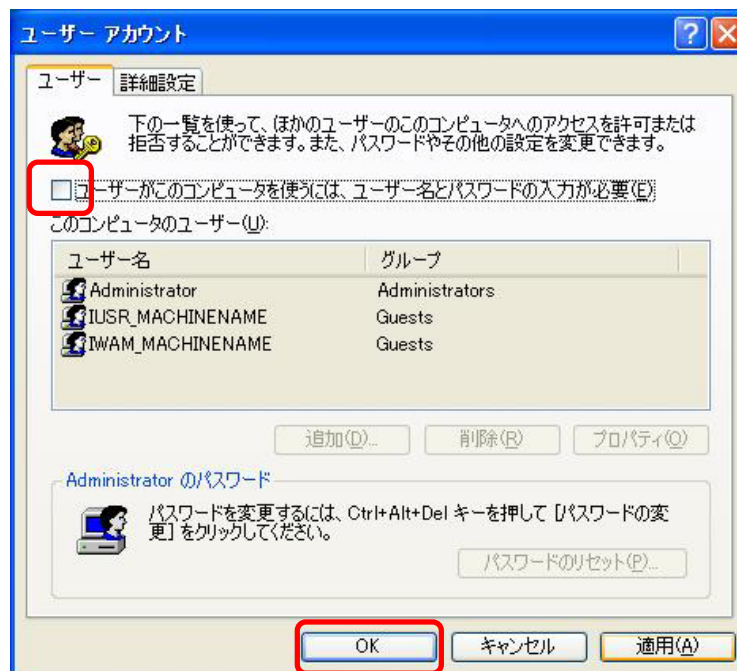 ユーザー アカウント
ユーザー 詳細設定
下の一覧を使って、ほかのユーザーのこのコンピュータへのアクセスを許可または
拒否することができます。また、パスワードやその他の設定を変更できます。
ユーザーがこのコンピュータを使うには、ユーザー名とパスワードの入力が必要(E)
このコンピュータのユーザー(U):
ユーザー名 グループ
Administrator Administrators
IUSR_MACHINENAME Guests
IWAM_MACHINENAME Guests
追加(D)... 削除(R) プロパティ(O)
Administrator のパスワード
パスワードを変更するには、Ctrl+Alt+Del キーを押して [パスワードの変
更] をクリックしてください。
パスワードのリセット(P)...
OK キャンセル 適用(A)